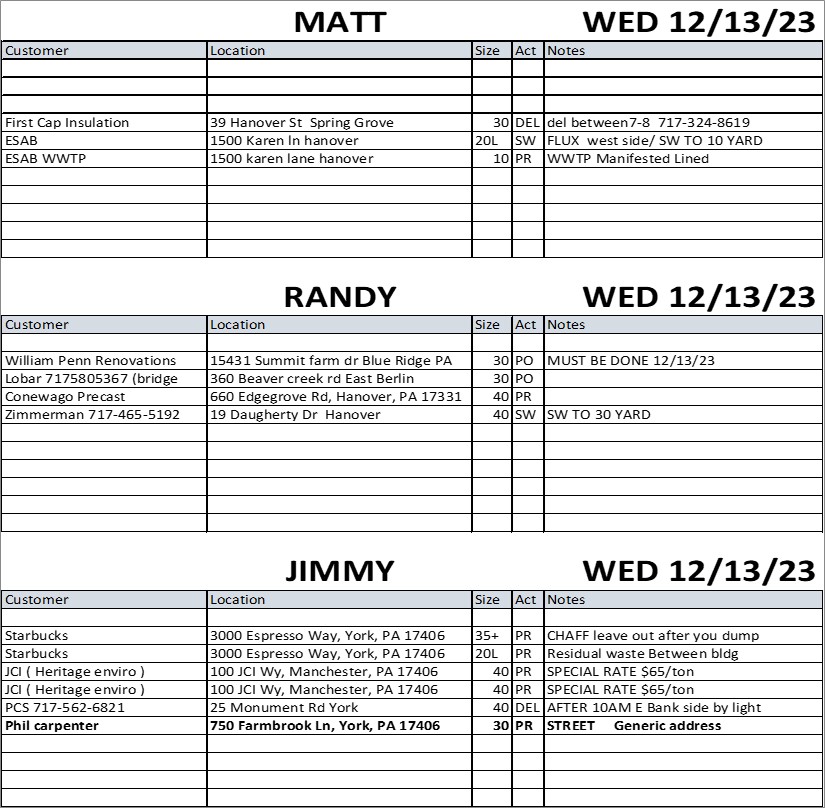 MATT WED 12/13/23
Customer Location Size Act Notes
First Cap Insulation 39 Hanover St Spring Grove 30 DEL del between7-8 717-324-8619
ESAB 1500 Karen ln hanover 20L SW FLUX west side/ SW TO 10 YARD
ESAB WWTP 1500 karen lane hanover 10 PR WWTP Manifested Lined
RANDY WED 12/13/23
Customer Location Size Act Notes
William Penn Renovations 15431 Summit farm dr Blue Ridge PA 30 PO MUST BE DONE 12/13/23
Lobar 7175805367 (bridge 360 Beaver creek rd East Berlin 30 PO
Conewago Precast 660 Edgegrove Rd, Hanover, PA 17331 40 PR
Zimmerman 717-465-5192 19 Daugherty Dr Hanover 40 SW SW TO 30 YARD
JIMMY WED 12/13/23
Customer Location Size Act Notes
Starbucks 3000 Espresso Way, York, PA 17406 35+ PR CHAFF leave out after you dump
Starbucks 3000 Espresso Way, York, PA 17406 20L PR Residual waste Between bldg
JCI ( Heritage enviro ) 100 JCI Wy, Manchester, PA 17406 40 PR SPECIAL RATE $65/ton
JCI ( Heritage enviro ) 100 JCI Wy, Manchester, PA 17406 40 PR SPECIAL RATE $65/ton
PCS 717-562-6821 25 Monument Rd York 40 DEL AFTER 10AM E Bank side by light
Phil carpenter 750 Farmbrook Ln, York, PA 17406 30 PR STREET Generic address